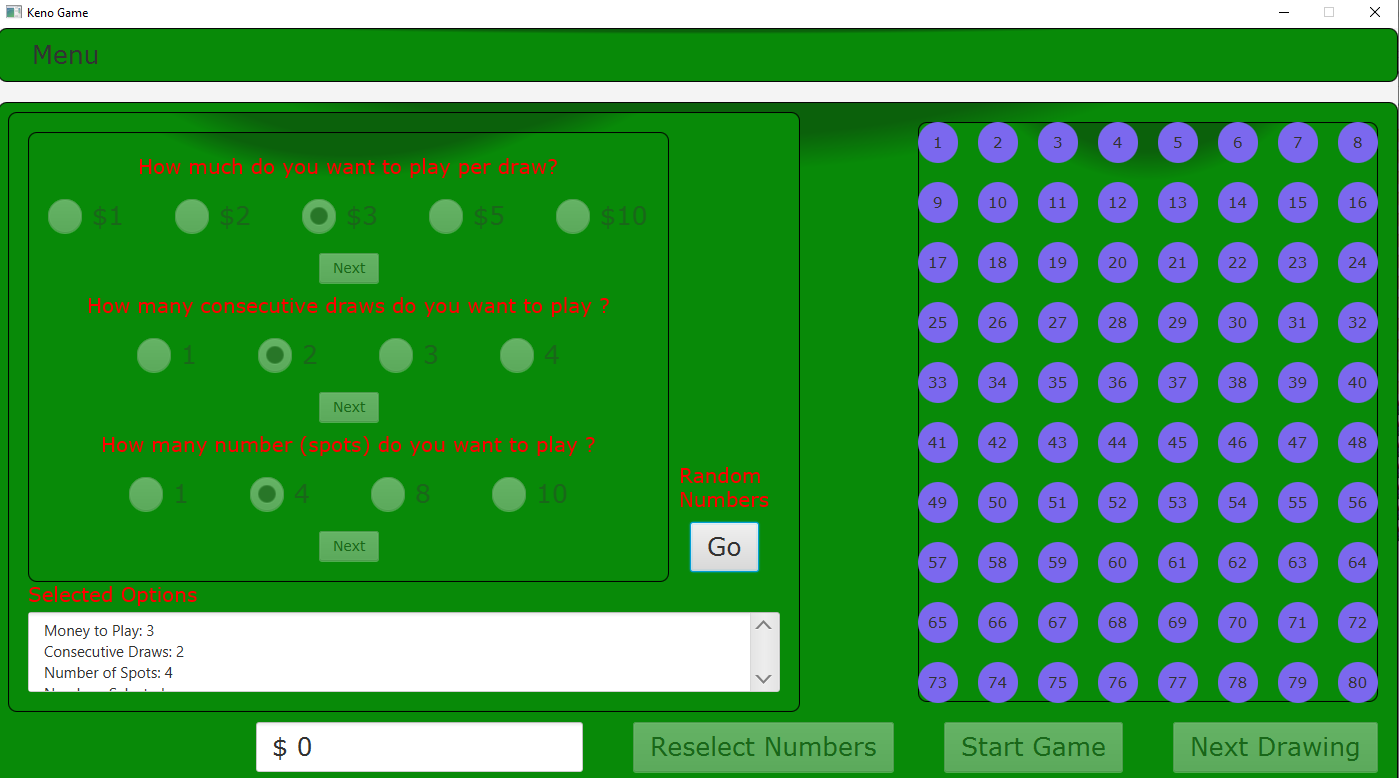 Keno Game
Menu
How much do you want to play per draw?
$1 $2 $3 $5 $10
Next
How many consecutive draws do you want to play ?
1 2 3 4
Next
How many number (spots) do you want to play ?
1 4 8 10
Next
Random
Numbers
Go
Selected Options
Money to Play: 3
Consecutive Draws: 2
Number of Spots: 4
1 2 3 4 5 6 7 8
9 10 11 12 13 14 15 16
17 18 19 20 21 22 23 24
25 26 27 28 29 30 31 32
33 34 35 36 37 38 39 40
41 42 43 44 45 46 47 48
49 50 51 52 53 54 55 56
57 58 59 60 61 62 63 64
65 66 67 68 69 70 71 72
73 74 75 76 77 78 79 80
$ 0
Reselect Numbers
Start Game
Next Drawing